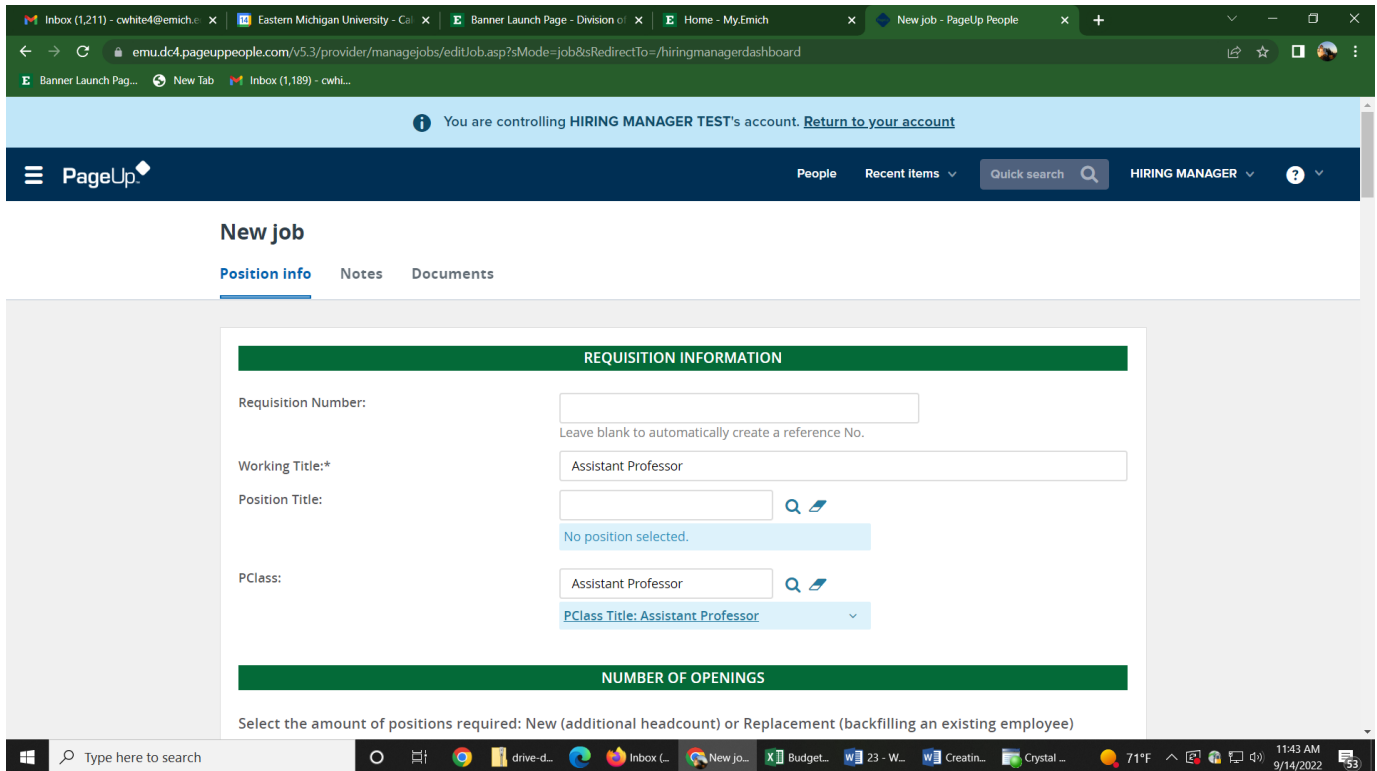 Inbox (1,211) - cwhite4@emich.e
Eastern Michigan University - Cal
Banner Launch Page - Division of
Home - My.Emich
New job - PageUp People
emu.dc4.pageuppeople.com/v5.3/provider/managejobs/editJob.asp?sMode=job&sRedirectTo=/hiringmanagerdashboard
Banner Launch Pag... New Tab Inbox (1,189) - cwhi...
You are controlling HIRING MANAGER TEST's account. Return to your account
PageUp People Recent items Quick search HIRING MANAGER ?
New job
Position info Notes Documents
REQUISITION INFORMATION
Requisition Number:
Leave blank to automatically create a reference No.
Working Title:* Assistant Professor
Position Title:
No position selected.
PClass: Assistant Professor
PClass Title: Assistant Professor
NUMBER OF OPENINGS
Select the amount of positions required: New (additional headcount) or Replacement (backfilling an existing employee)
Type here to search drive-d... Inbox (... New jo... Budget... 23 - W... Creatin... Crystal ... 71°F 11:43 AM
9/14/2022 53